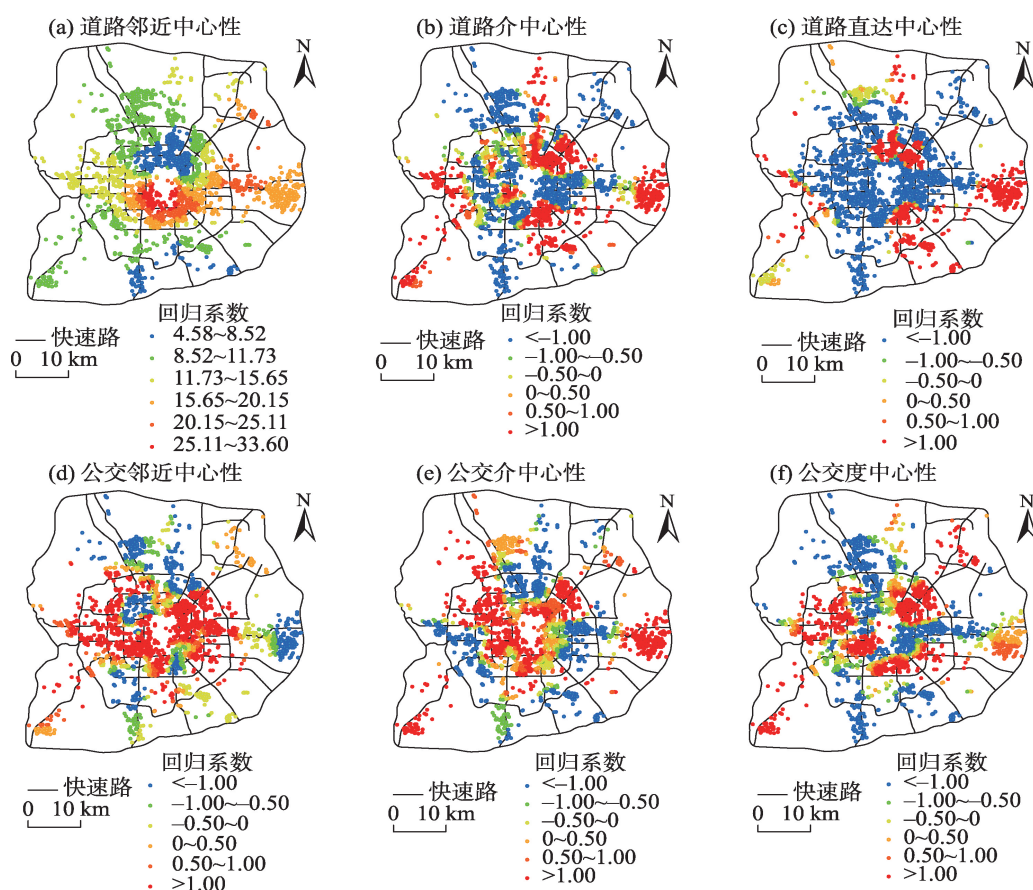 (a) 道路邻近中心性
N
回归系数
快速路
0 10 km
4.58~8.52
8.52~11.73
11.73~15.65
15.65~20.15
20.15~25.11
25.11~33.60
(b) 道路介中心性
N
回归系数
快速路
0 10 km
<–1.00
–1.00~–0.50
–0.50~0
0~0.50
0.50~1.00
>1.00
(c) 道路直达中心性
N
回归系数
快速路
0 10 km
<–1.00
–1.00~–0.50
–0.50~0
0~0.50
0.50~1.00
>1.00
(d) 公交邻近中心性
N
回归系数
快速路
0 10 km
<–1.00
–1.00~–0.50
–0.50~0
0~0.50
0.50~1.00
>1.00
(e) 公交介中心性
N
回归系数
快速路
0 10 km
<–1.00
–1.00~–0.50
–0.50~0
0~0.50
0.50~1.00
>1.00
(f) 公交度中心性
N
回归系数
快速路
0 10 km
<–1.00
–1.00~–0.50
–0.50~0
0~0.50
0.50~1.00
>1.00